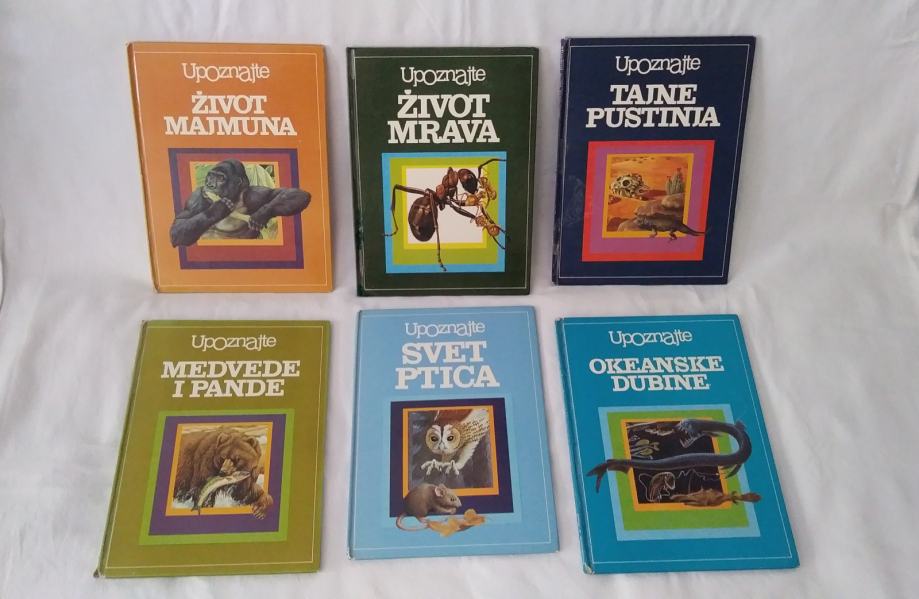 Upoznajte
ŽIVOT
MAJMUNA
Upoznajte
ŽIVOT
MRAVA
Upoznajte
TAJNE
PUSTINJA
Upoznajte
MEDVEDE
I PANDE
Upoznajte
SVET
PTICA
Upoznajte
OKEANSKE
DUBINE